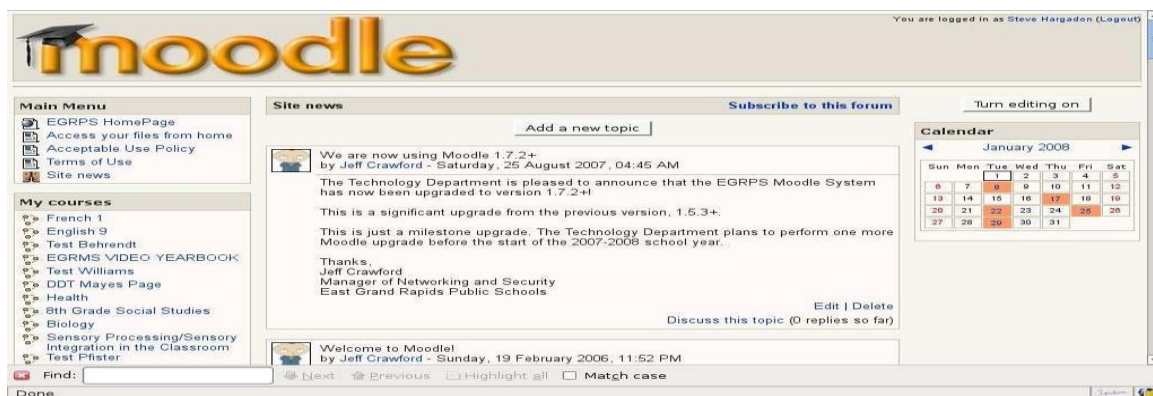 moodle
You are logged in as Steve Hargadon (Logout)
Main Menu
EGRPS HomePage
Access your files from home
Acceptable Use Policy
Terms of Use
Site news
My courses
French 1
English 9
Test Behrendt
EGRMS VIDEO YEARBOOK
Test Williams
DDT Mayes Page
Health
8th Grade Social Studies
Biology
Sensory Processing/Sensory
Integration in the Classroom
Test Pfister
Site news
Subscribe to this forum
Add a new topic
We are now using Moodle 1.7.2+
by Jeff Crawford - Saturday, 25 August 2007, 04:45 AM
The Technology Department is pleased to announce that the EGRPS Moodle System
has now been upgraded to version 1.7.2+!
This is a significant upgrade from the previous version, 1.5.3+.
This is just a milestone upgrade. The Technology Department plans to perform one more
Moodle upgrade before the start of the 2007-2008 school year.
Thanks,
Jeff Crawford
Manager of Networking and Security
East Grand Rapids Public Schools
Edit | Delete
Discuss this topic (0 replies so far)
Welcome to Moodle!
by Jeff Crawford - Sunday, 19 February 2006, 11:52 PM
Turn editing on
Calendar
January 2008
Sun Mon Tue Wed Thu Fri Sat
1 2 3 4 5
6 7 8 9 10 11 12
13 14 15 16 17 18 19
20 21 22 23 24 25 26
27 28 29 30 31
Find:
Next Previous Highlight all Match case
Done